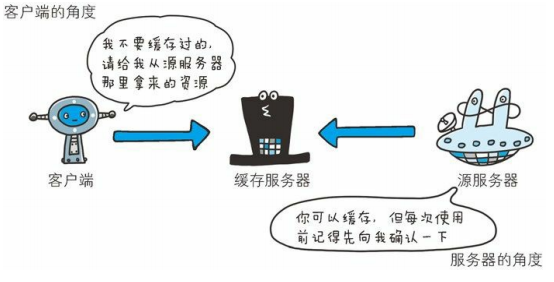 客户端的角度
我不要缓存过的，
请给我从源服务器
那里拿来的资源
客户端
缓存服务器
源服务器
你可以缓存，但每次使用
前记得先向我确认一下
服务器的角度